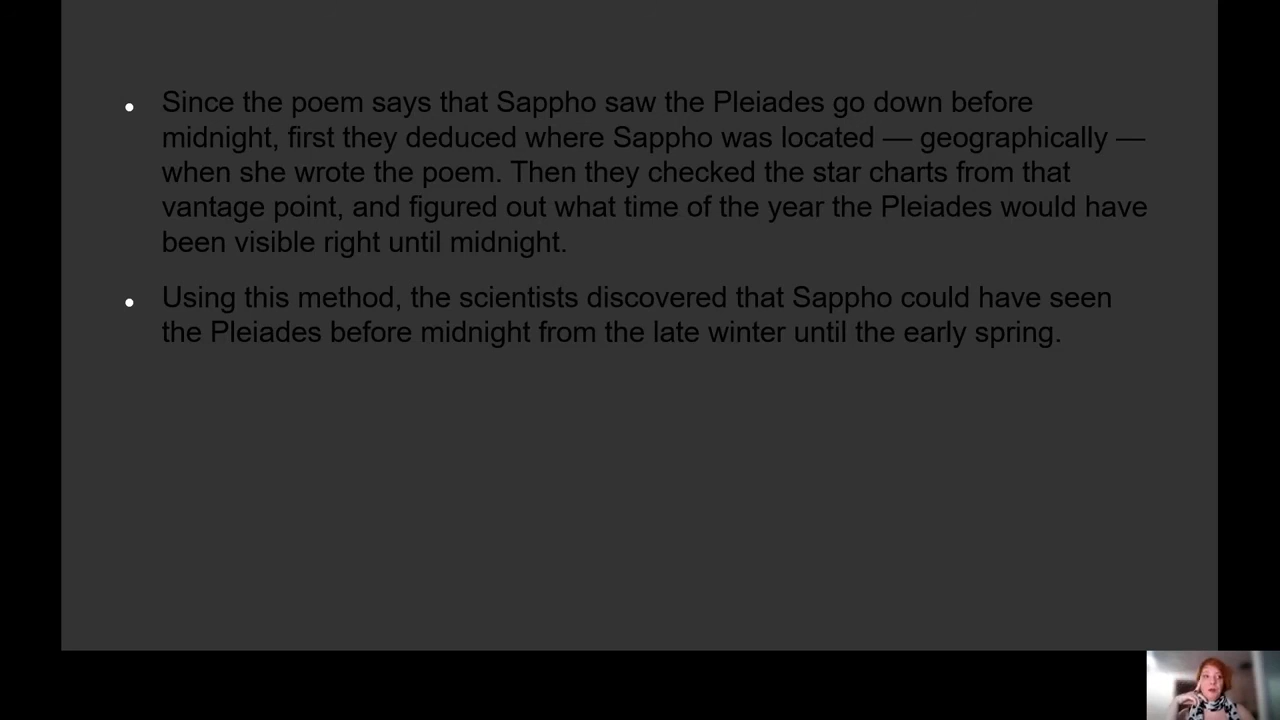 • Since the poem says that Sappho saw the Pleiades go down before
midnight, first they deduced where Sappho was located — geographically —
when she wrote the poem. Then they checked the star charts from that
vantage point, and figured out what time of the year the Pleiades would have
been visible right until midnight.
• Using this method, the scientists discovered that Sappho could have seen
the Pleiades before midnight from the late winter until the early spring.